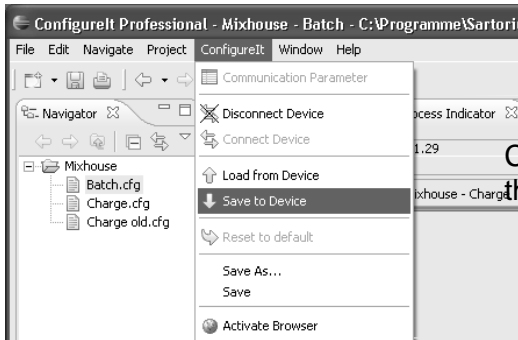 ConfigureIt Professional - Mixhouse - Batch - C:\Programme\Sartori
File Edit Navigate Project ConfigureIt Window Help
Communication Parameter
Navigator
Disconnect Device
ocess Indicator
Connect Device
1.29
Mixhouse
Load from Device
Batch.cfg
Save to Device
ixhouse - Charge
th
Charge.cfg
Charge old.cfg
Reset to default
Save As...
Save
Activate Browser